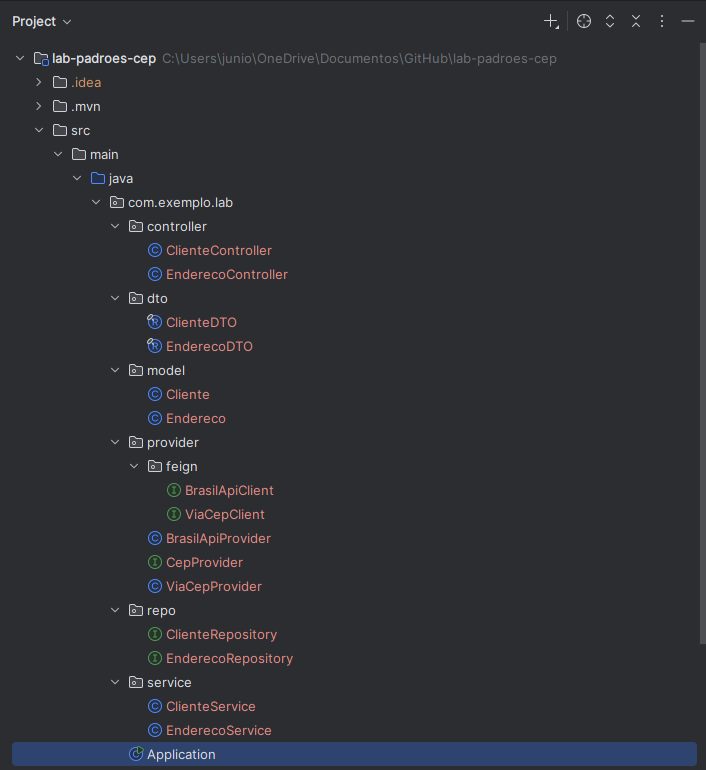 Project
lab-padroes-cep C:\Users\junio\OneDrive\Documentos\GitHub\lab-padroes-cep
.idea
.mvn
src
main
java
com.exemplo.lab
controller
ClienteController
EnderecoController
dto
ClienteDTO
EnderecoDTO
model
Cliente
Endereco
provider
feign
BrasilApiClient
ViaCepClient
BrasilApiProvider
CepProvider
ViaCepProvider
repo
ClienteRepository
EnderecoRepository
service
ClienteService
EnderecoService
Application